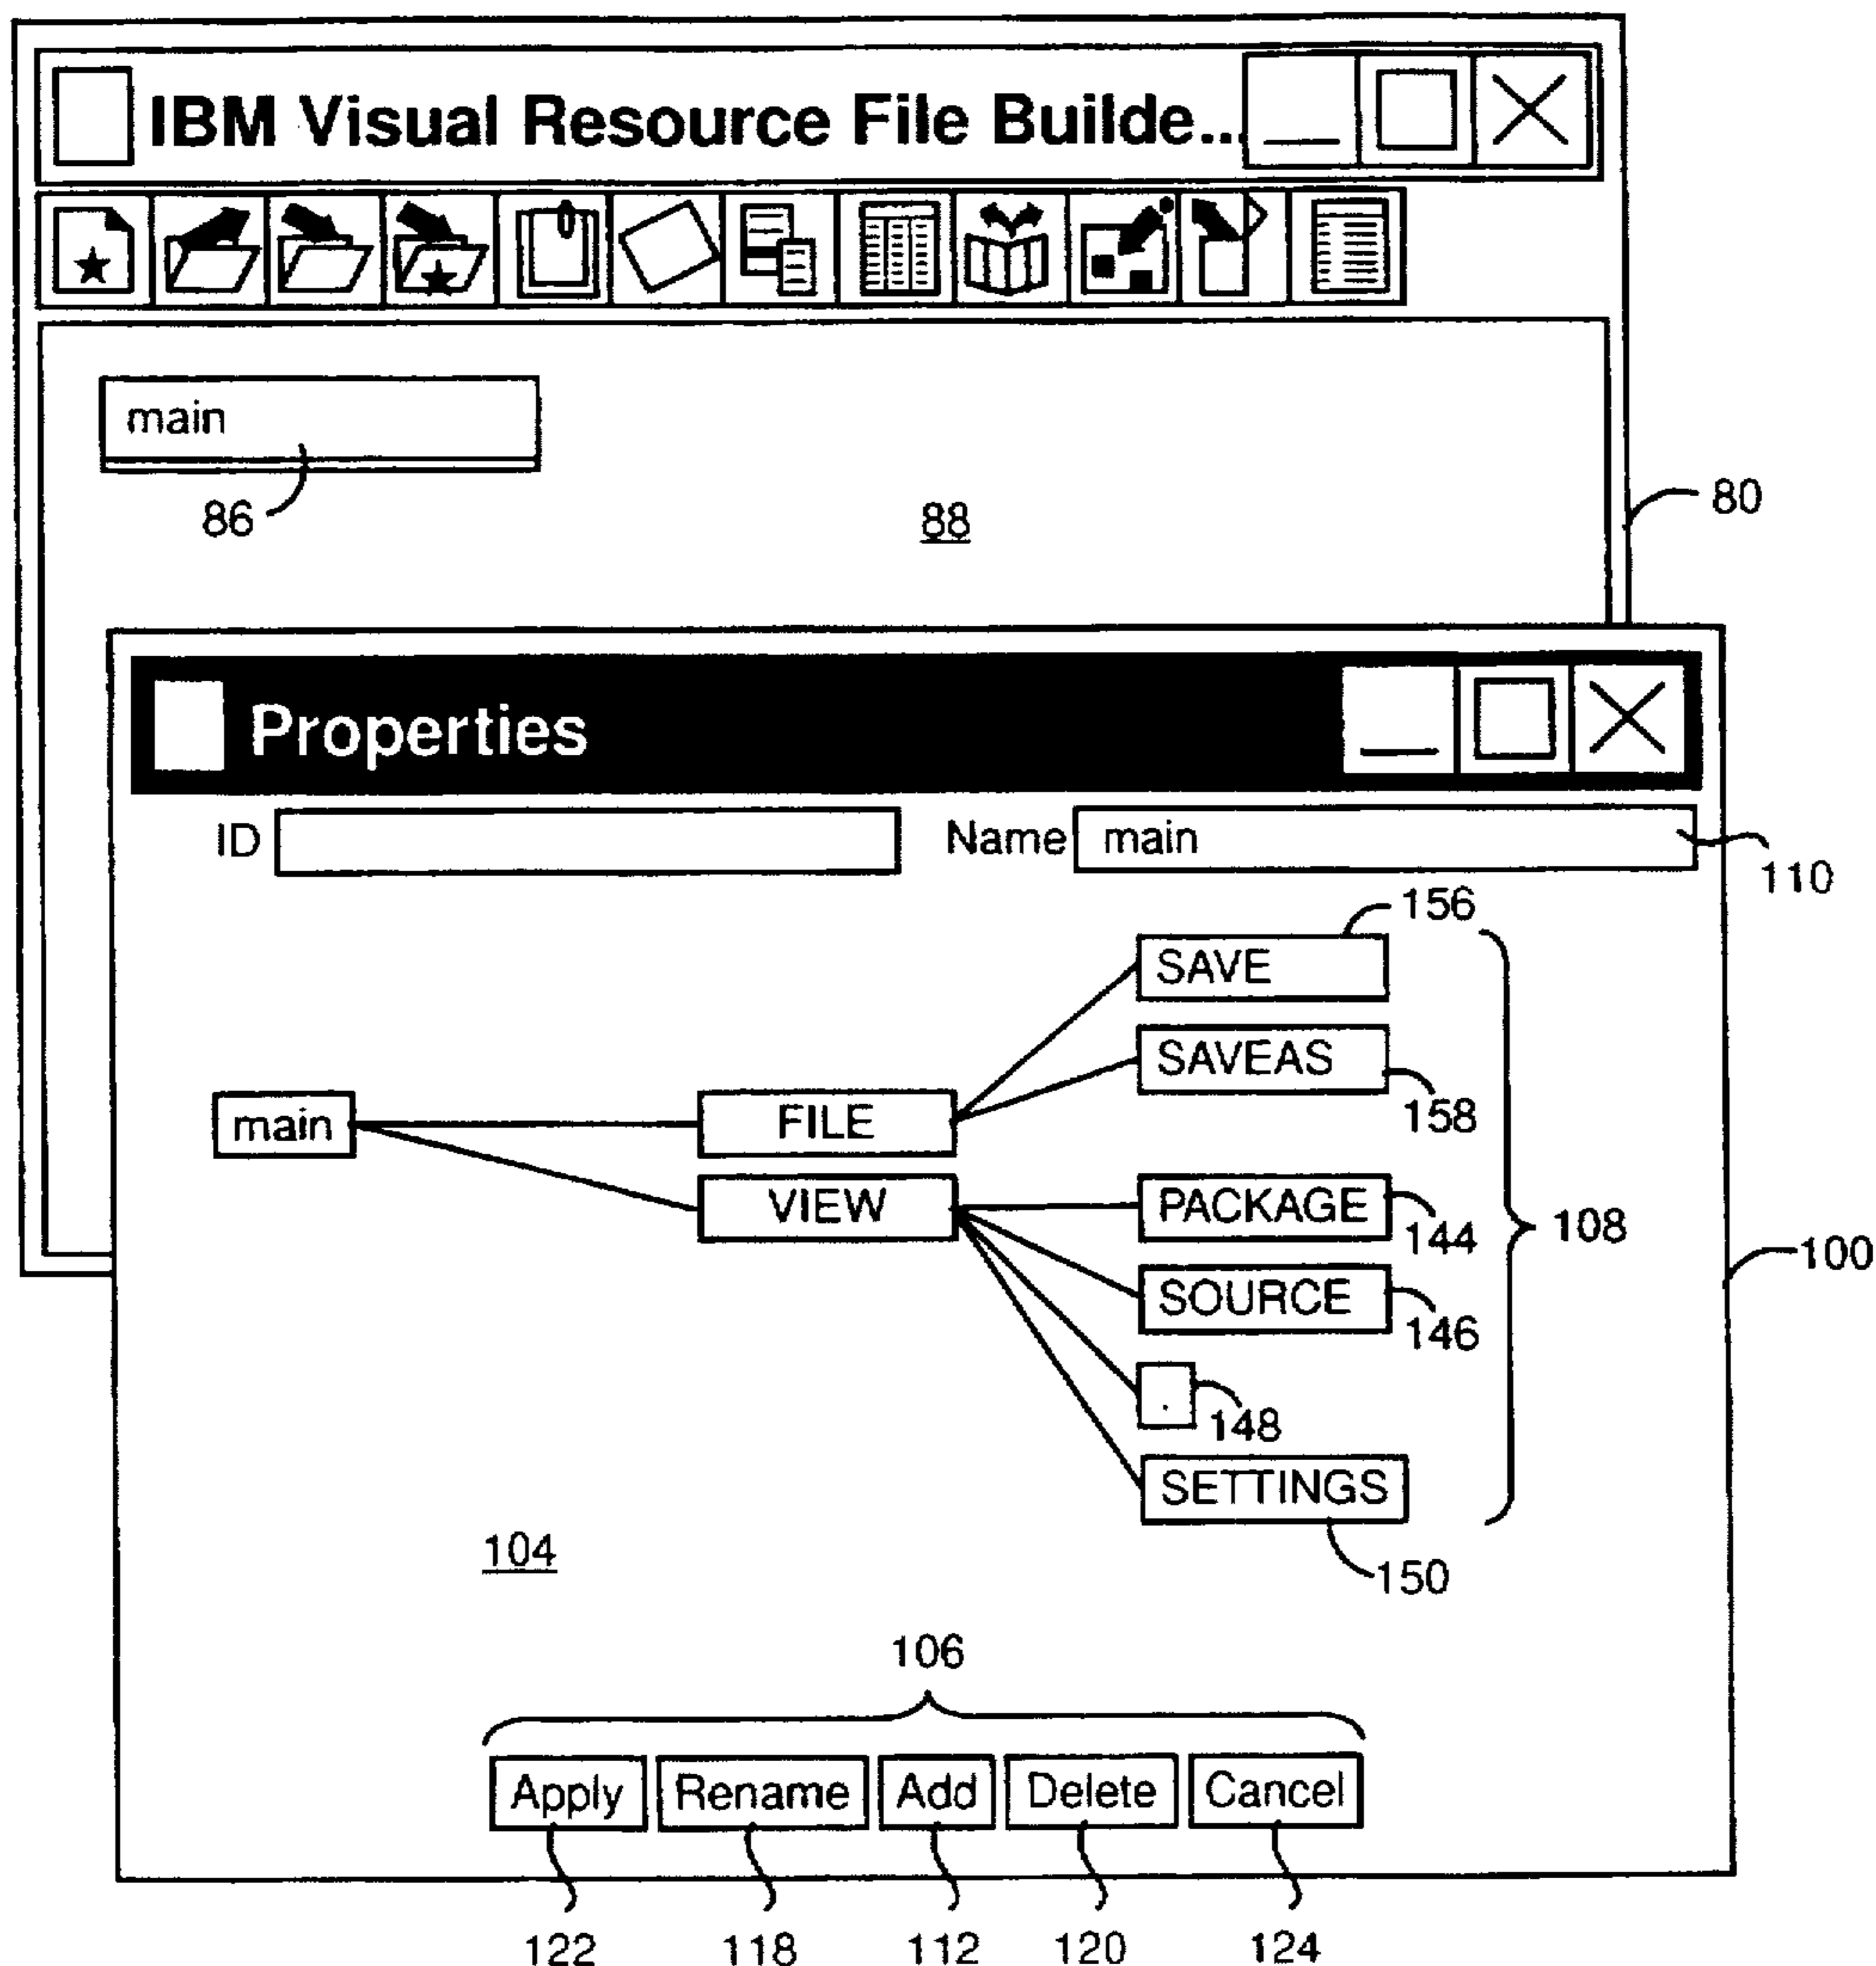 IBM Visual Resource File Builde...
main
86
88
80
Properties
ID
Name main
110
156
SAVE
SAVEAS
158
main
FILE
VIEW
PACKAGE
144
108
100
SOURCE
146
.
148
SETTINGS
150
104
106
Apply Rename Add Delete Cancel
122 118 112 120 124